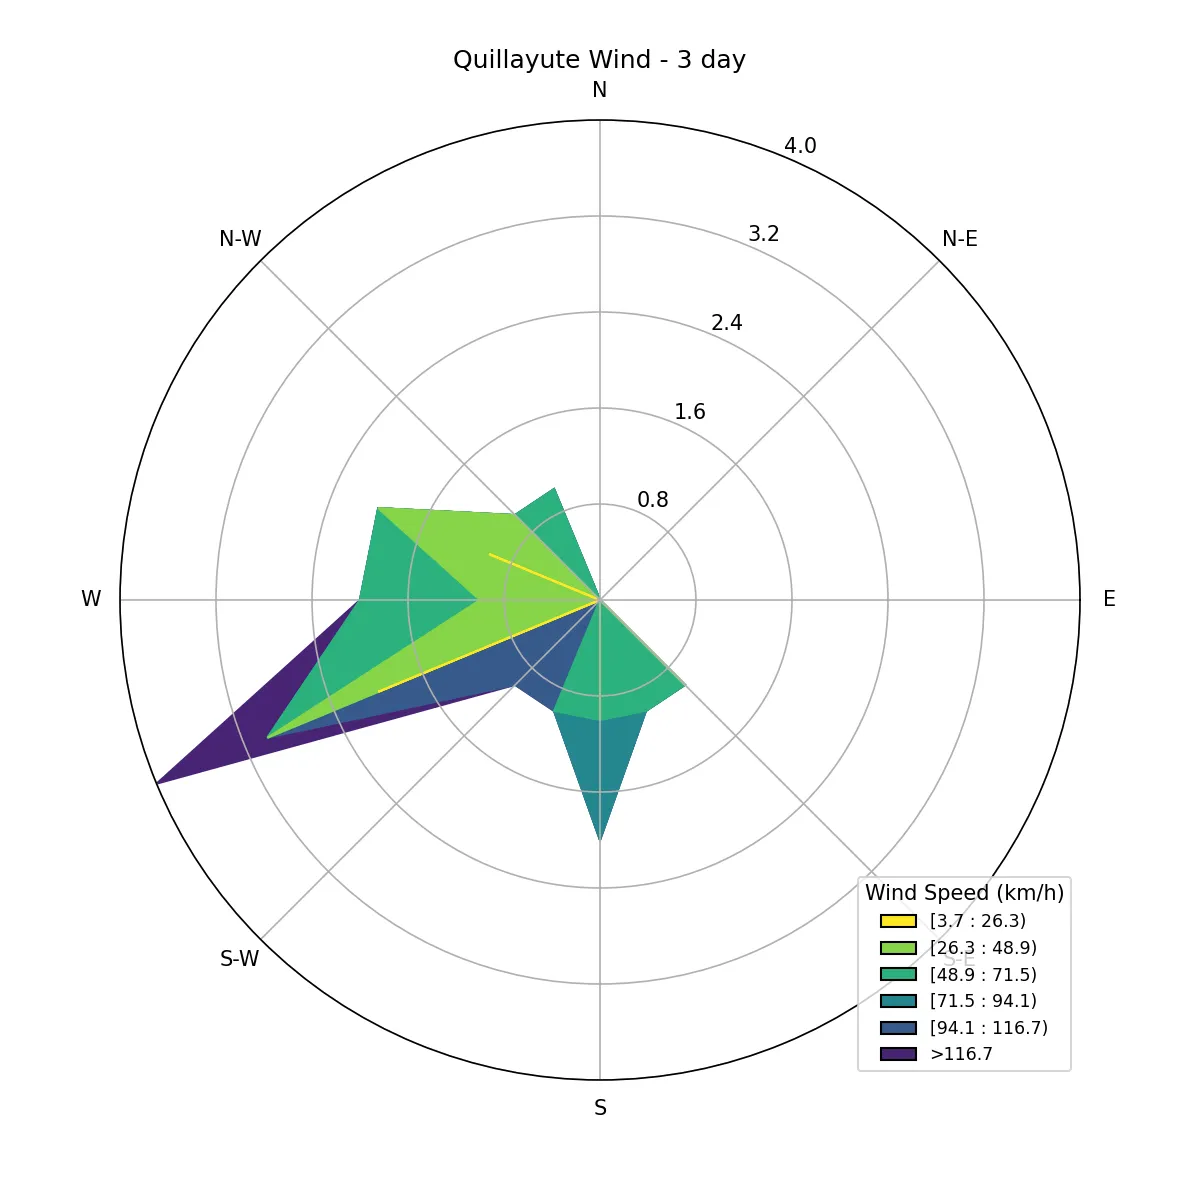 Quillayute Wind - 3 day
N
4.0
N-W
3.2
N-E
2.4
1.6
0.8
W
E
Wind Speed (km/h)
[3.7 : 26.3)
[26.3 : 48.9)
S-W
S-E
[48.9 : 71.5)
[71.5 : 94.1)
[94.1 : 116.7)
>116.7
S